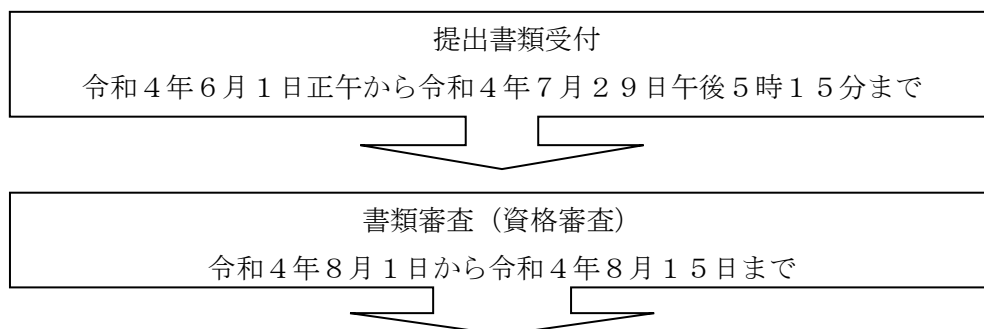 提出書類受付
令和４年６月１日正午から令和４年７月２９日午後５時１５分まで
書類審査（資格審査）
令和４年８月１日から令和４年８月１５日まで